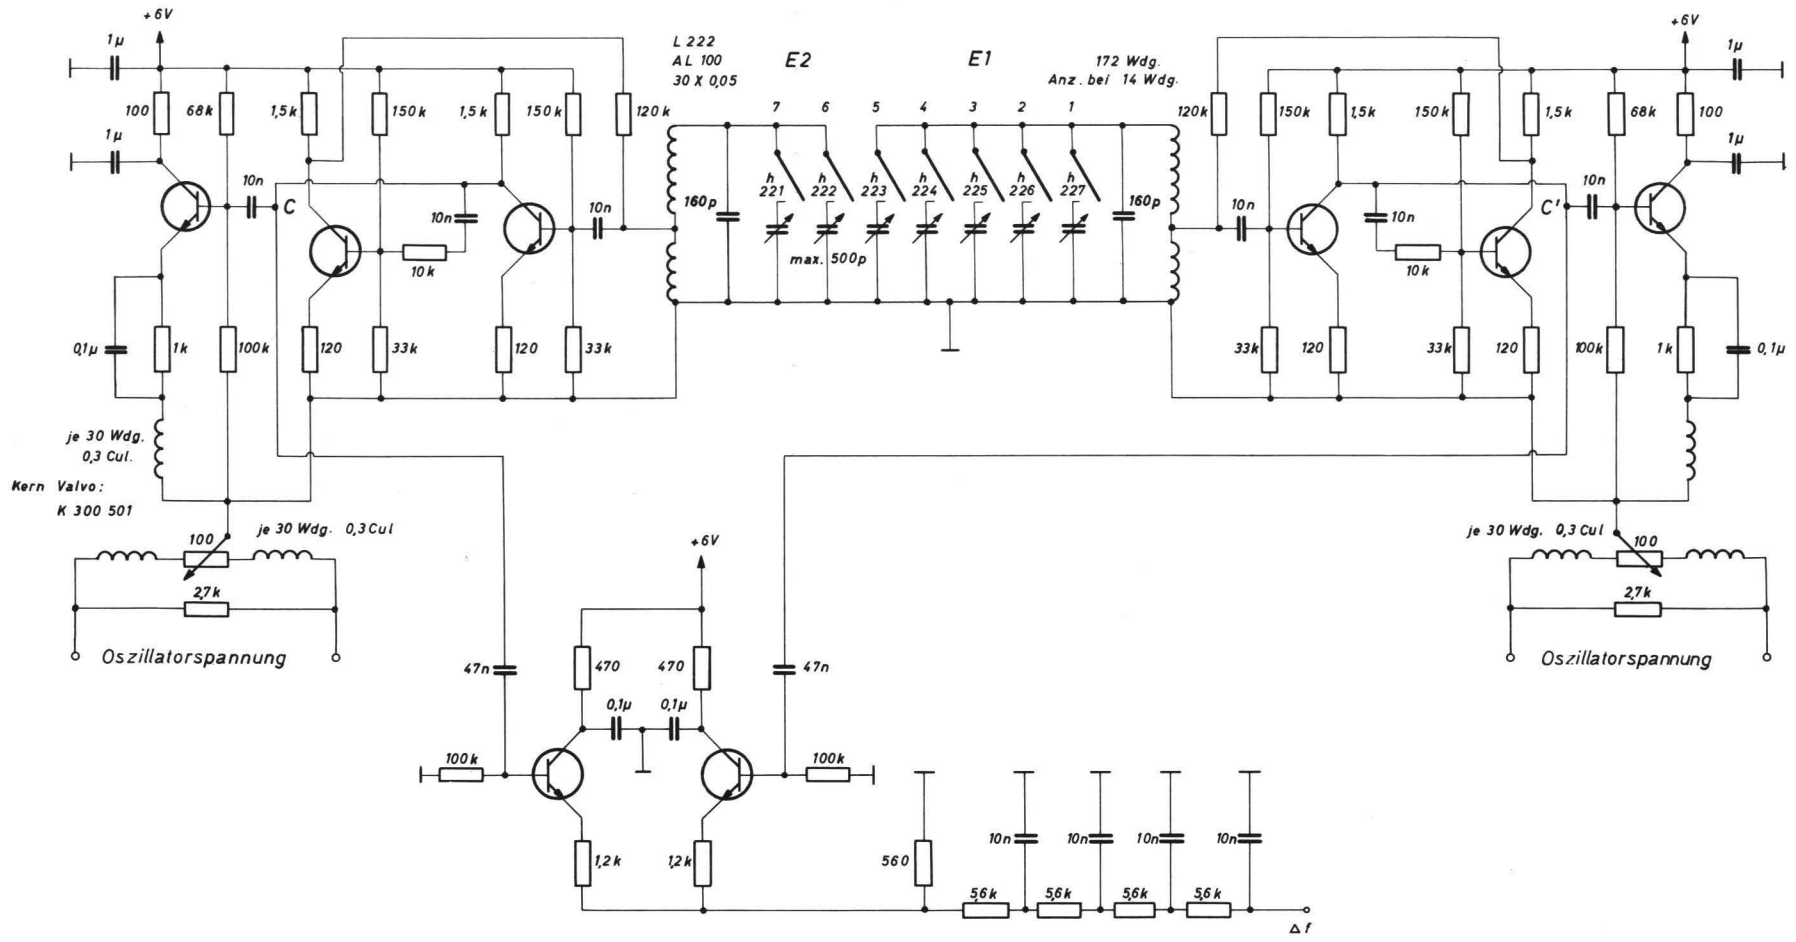 +6V
1µ
100
68k
1,5k
150k
1,5k
150k
120k
1µ
10n
C
10n
10k
10n
L 222
AL 100
30 X 0,05
E2
E1
172 Wdg.
Anz. bei 14 Wdg.
7
6
5
4
3
2
1
160p
h
221
h
222
h
223
h
224
h
225
h
226
h
227
160p
max. 500p
+6V
1µ
120k
150k
1,5k
150k
1,5k
68k
100
1µ
10n
10n
10k
C'
10n
0,1µ
1k
100k
120
33k
120
33k
33k
120
33k
120
100k
1k
0,1µ
je 30 Wdg.
0,3 Cul.
Kern Valvo:
K 300 501
je 30 Wdg. 0,3 Cul
100
2,7k
Oszillatorspannung
je 30 Wdg. 0,3 Cul
100
2,7k
Oszillatorspannung
+6V
47n
470
470
47n
0,1µ
0,1µ
100k
100k
1,2k
1,2k
560
10n
10n
10n
10n
5,6k
5,6k
5,6k
5,6k
Δf